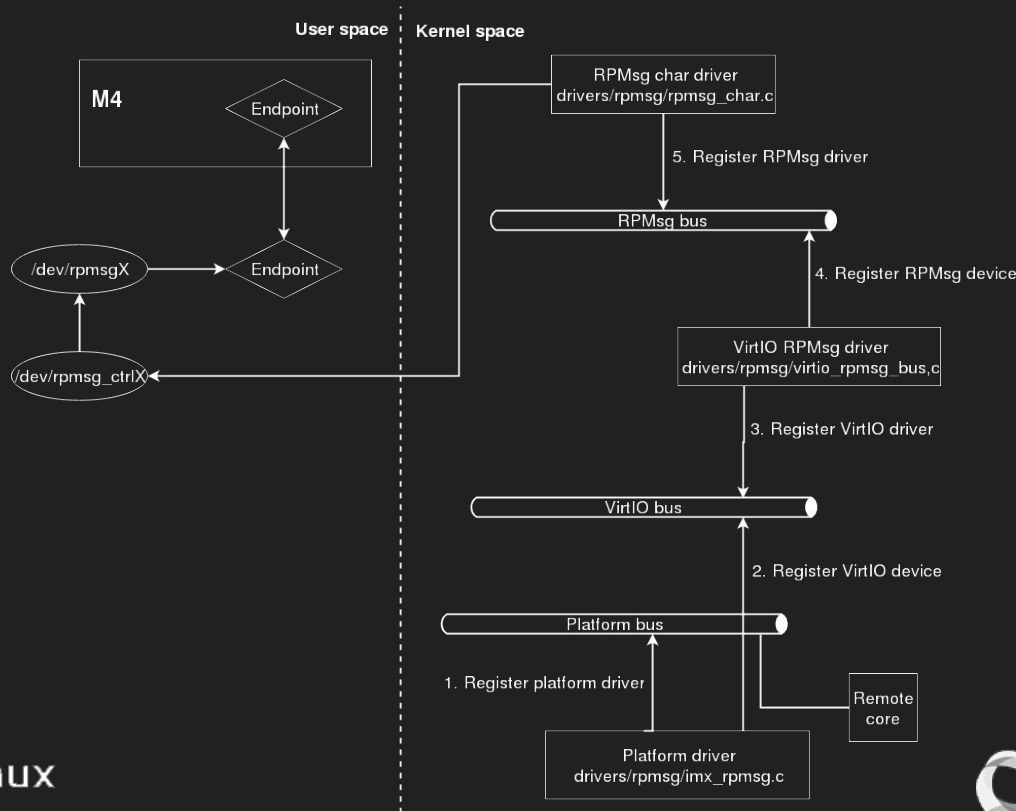 User space
Kernel space
M4
Endpoint
RPMsg char driver
drivers/rpmsg/rpmsg_char.c
5. Register RPMsg driver
RPMsg bus
/dev/rpmsgX
Endpoint
4. Register RPMsg device
VirtIO RPMsg driver
drivers/rpmsg/virtio_rpmsg_bus,c
/dev/rpmsg_ctrlX
3. Register VirtIO driver
VirtIO bus
2. Register VirtIO device
Platform bus
1. Register platform driver
Remote
core
Platform driver
drivers/rpmsg/imx_rpmsg.c
ux